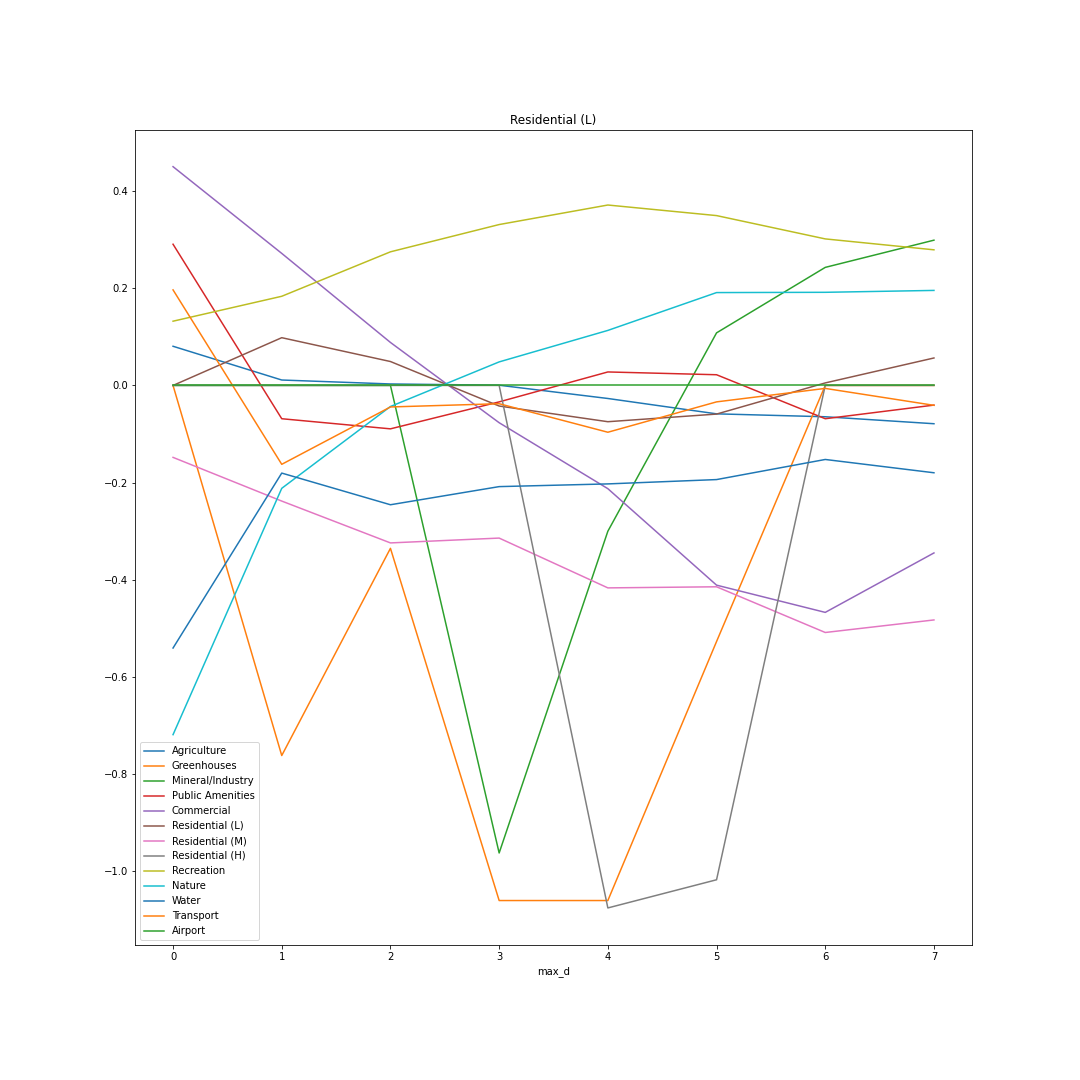 Residential (L)
0.4
0.2
0.0
−0.2
−0.4
−0.6
−0.8
−1.0
Agriculture
Greenhouses
Mineral/Industry
Public Amenities
Commercial
Residential (L)
Residential (M)
Residential (H)
Recreation
Nature
Water
Transport
Airport
0 1 2 3 4 5 6 7
max_d